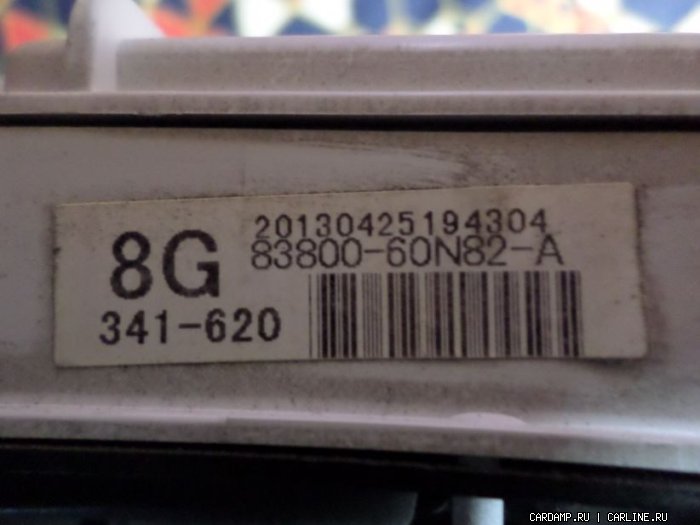 20130425194304
8G 83800-60N82-A
341-620
CARDAMP.RU | CARLINE.RU